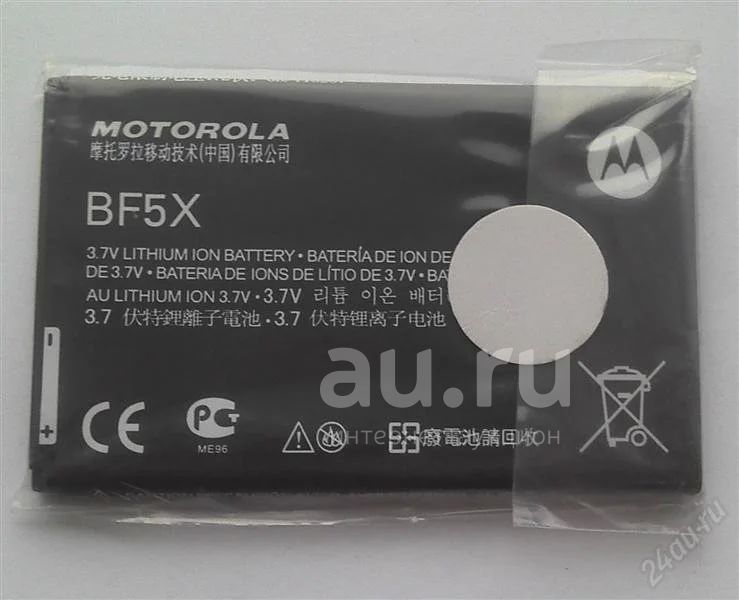 MOTOROLA
摩托罗拉移动技术(中国)有限公司
BF5X
3.7V LITHIUM ION BATTERY • BATERÍA DE ION DE
DE 3.7V • BATERIA DE IONS DE LÍTIO DE 3.7V • BAT
AU LITHIUM ION 3.7V • 3.7V 리튬 이온 배터
3.7 伏特鋰離子電池 • 3.7 伏特锂离子电池
au.ru
CE
PG
ME96
廢電池請回收
24au.ru